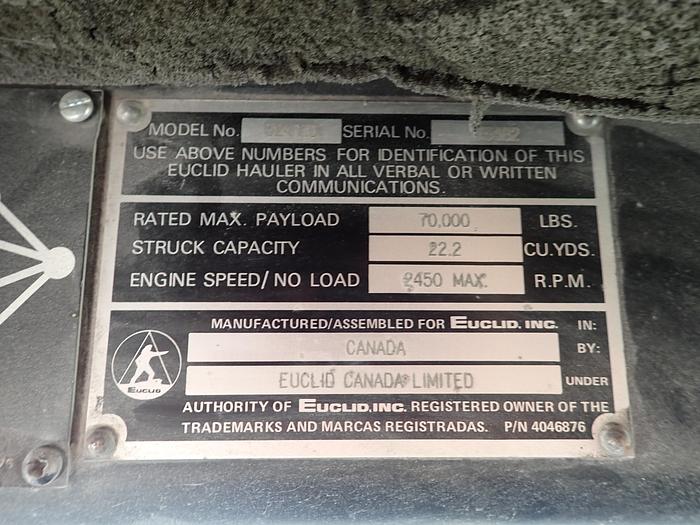 MODEL No. SERIAL No.
USE ABOVE NUMBERS FOR IDENTIFICATION OF THIS
EUCLID HAULER IN ALL VERBAL OR WRITTEN
COMMUNICATIONS.
RATED MAX. PAYLOAD 70,000 LBS.
STRUCK CAPACITY 22.2 CU.YDS.
ENGINE SPEED/NO LOAD 2450 MAX. R.P.M.
MANUFACTURED/ASSEMBLED FOR EUCLID, INC. IN:
CANADA BY:
EUCLID CANADA LIMITED UNDER
EUCLID
AUTHORITY OF EUCLID, INC. REGISTERED OWNER OF THE
TRADEMARKS AND MARCAS REGISTRADAS. P/N 4046876